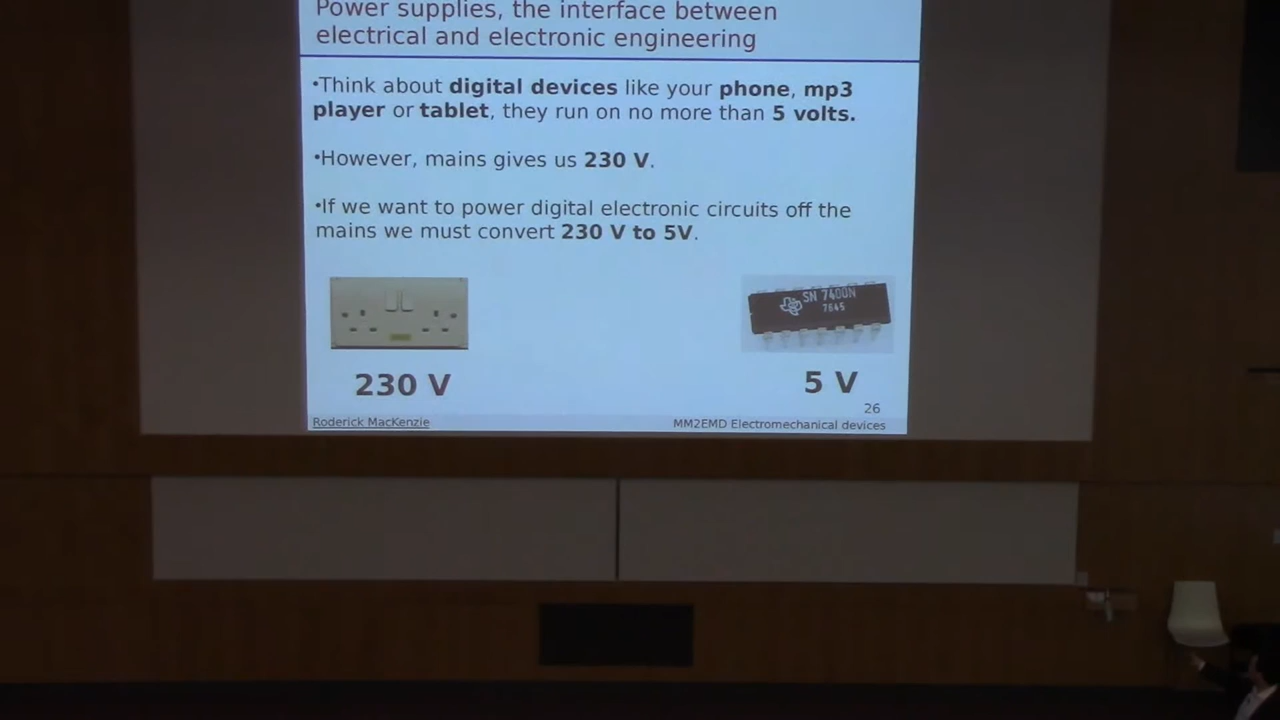 Power supplies, the interface between
electrical and electronic engineering
•Think about digital devices like your phone, mp3
player or tablet, they run on no more than 5 volts.
•However, mains gives us 230 V.
•If we want to power digital electronic circuits off the
mains we must convert 230 V to 5V.
SN 7400N
7645
230 V
5 V
26
Roderick MacKenzie
MM2EMD Electromechanical devices